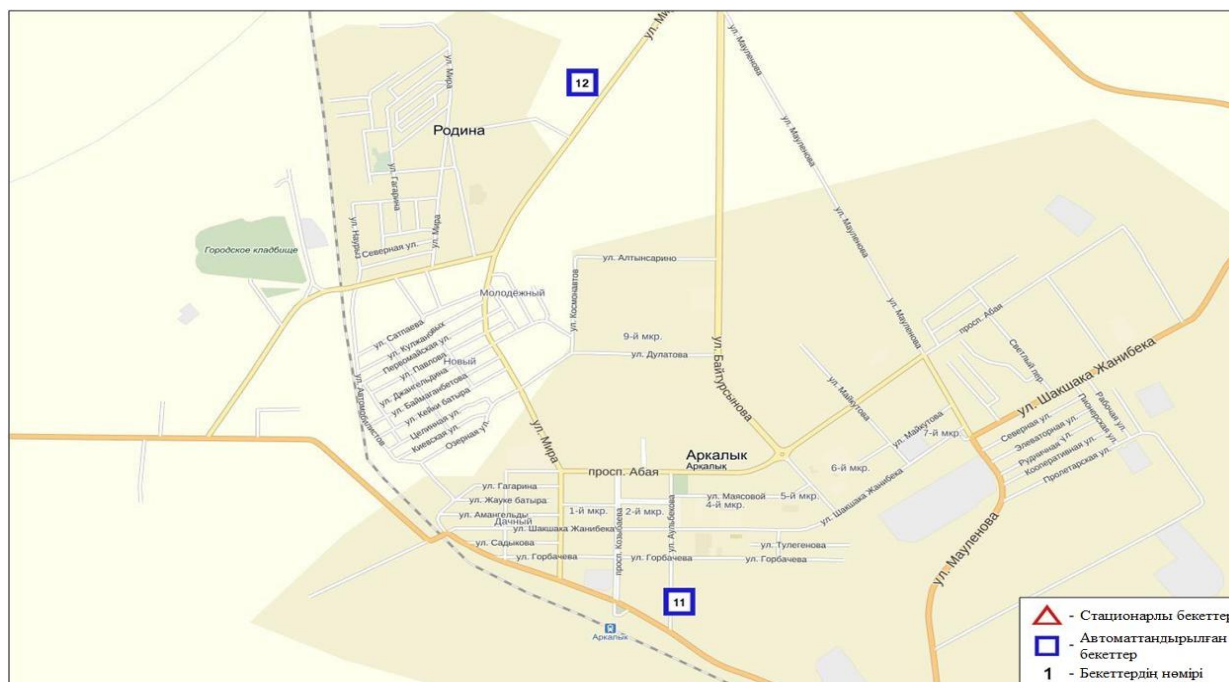 ул. Мира
ул. Мауленова
12
ул. Мира
Родина
ул. Мауленова
ул. Гагарина
ул. Мира
ул. Наурыз
Северная ул.
Городское кладбище
ул. Мауленова
ул. Алтынсарино
ул. Космонавтов
Молодёжный
ул. Мауленова
просп. Абая
ул. Сатпаева
ул. Кулжановых
Первомайская ул.
ул. Павлова
Новый
ул. Джангельдина
ул. Баймаганбетова
ул. Кейки батыра
Целинная ул.
Киевская ул.
Озерная ул.
ул. Автомобилистов
9-й мкр.
ул. Дулатова
ул. Байтурсынова
Светлый пер.
ул. Шакшака Жанибека
ул. Майкутова
ул. Майкутова
7-й мкр.
Рабочая ул.
Пионерская ул.
Северная ул.
Элеваторная ул.
Рудничная ул.
Кооперативная ул.
Пролетарская ул.
ул. Мира
Аркалык
Аркалық
просп. Абая
6-й мкр.
ул. Гагарина
ул. Жауке батыра
ул. Амангельды
Дачный
ул. Садыкова
1-й мкр.
2-й мкр.
ул. Маясовой
4-й мкр.
5-й мкр.
ул. Шакшака Жанибека
ул. Шакшака Жанибека
просп. Козыбаева
ул. Аульбекова
ул. Тулегенова
ул. Горбачева
ул. Горбачева
ул. Горбачева
ул. Мауленова
11
Аркалык
- Стационарлы бекеттер
- Автоматтандырылған
бекеттер
1 - Бекеттердің нөмірі